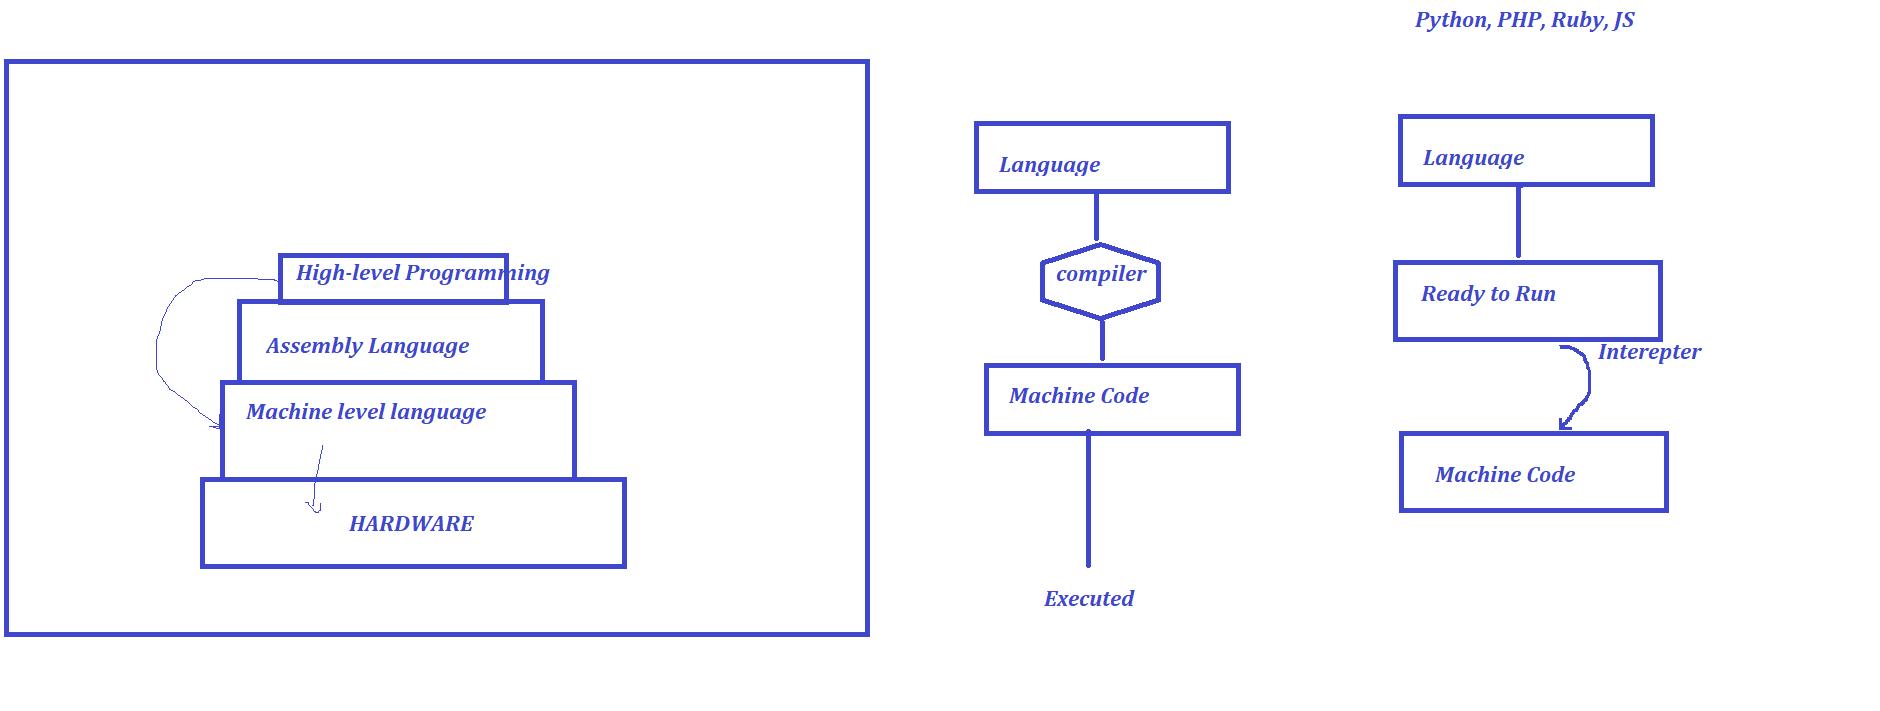 Python, PHP, Ruby, JS
High-level Programming
Assembly Language
Machine level language
HARDWARE
Language
compiler
Machine Code
Executed
Language
Ready to Run
Interepter
Machine Code